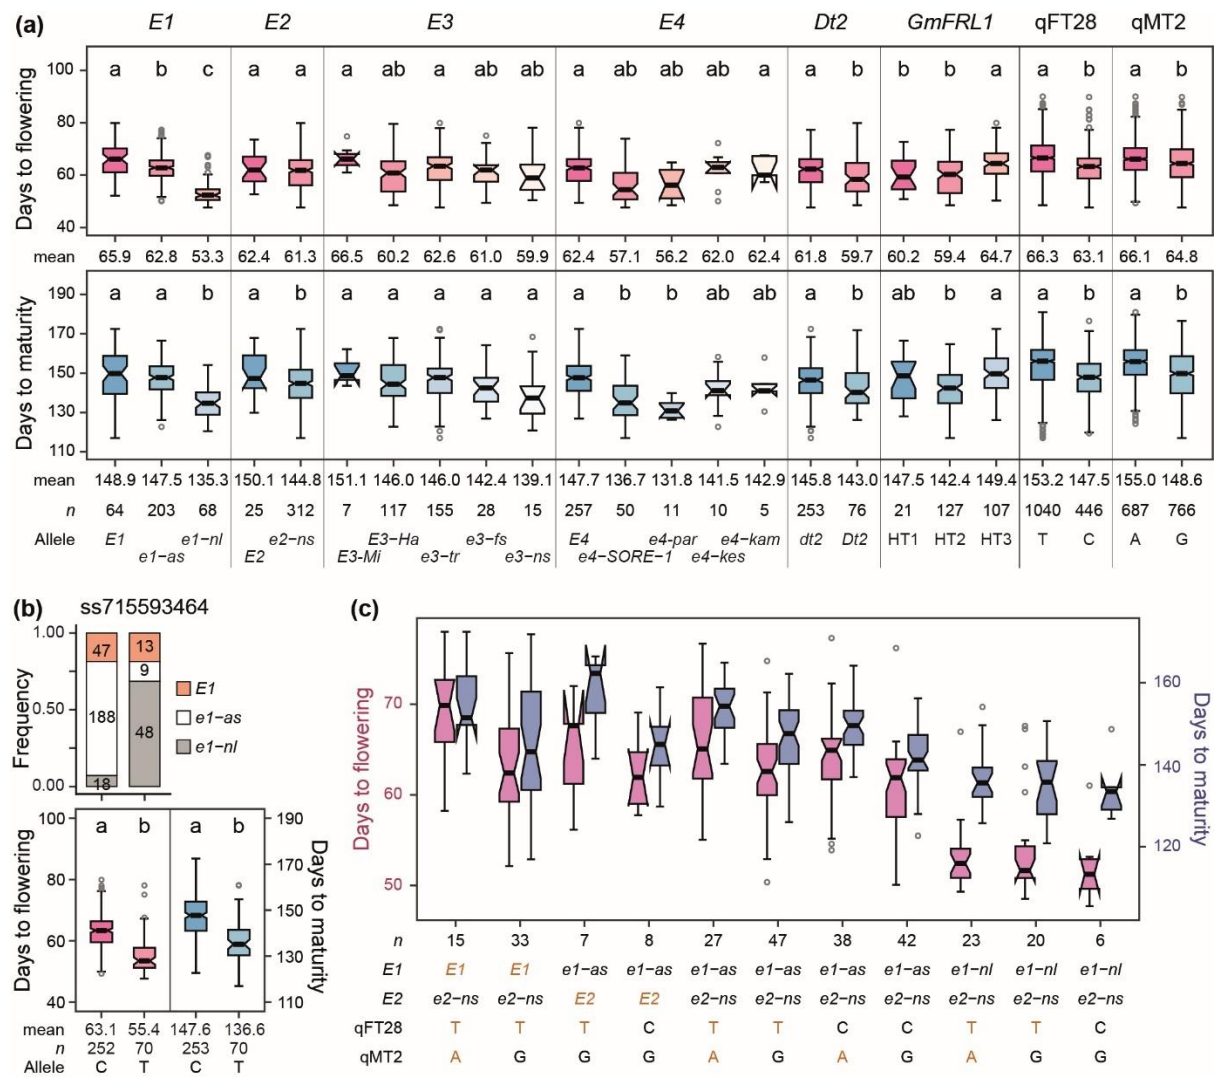 (a) E1 E2 E3 E4 Dt2 GmFRL1 qFT28 qMT2
Days to flowering
100
80
60
40
a b c a a a ab a ab ab a ab ab ab a a b b b a a b a b
mean 65.9 62.8 53.3 62.4 61.3 66.5 60.2 62.6 61.0 59.9 62.4 57.1 56.2 62.0 62.4 61.8 59.7 60.2 59.4 64.7 66.3 63.1 66.1 64.8
Days to maturity
190
170
150
130
110
a a b a b a a a a a a b b ab ab a b ab b a a b a b
mean 148.9 147.5 135.3 150.1 144.8 151.1 146.0 146.0 142.4 139.1 147.7 136.7 131.8 141.5 142.9 145.8 143.0 147.5 142.4 149.4 153.2 147.5 155.0 148.6
n 64 203 68 25 312 7 117 155 28 15 257 50 11 10 5 253 76 21 127 107 1040 446 687 766
Allele E1 e1-nl e2-ns E3-Ha e3-fs E4 e4-par e4-kam dt2 Dt2 HT1 HT2 HT3 T C A G
e1-as E2 E3-Mi e3-tr e3-ns e4-SORE-1 e4-kes
(b) ss715593464
Frequency
1.00
0.50
0.00
47 13
188 9
18 48
E1
e1-as
e1-nl
Days to flowering
100
80
60
40
a b a b
Days to maturity
190
170
150
130
110
mean 63.1 55.4 147.6 136.6
n 252 70 253 70
Allele C T C T
(c)
Days to flowering
70
60
50
Days to maturity
160
140
120
n 15 33 7 8 27 47 38 42 23 20 6
E1 E1 E1 e1-as e1-as e1-as e1-as e1-as e1-as e1-nl e1-nl e1-nl
E2 e2-ns e2-ns E2 E2 e2-ns e2-ns e2-ns e2-ns e2-ns e2-ns e2-ns
qFT28 T T T C T T C C T T C
qMT2 A G G G A G A G A G G